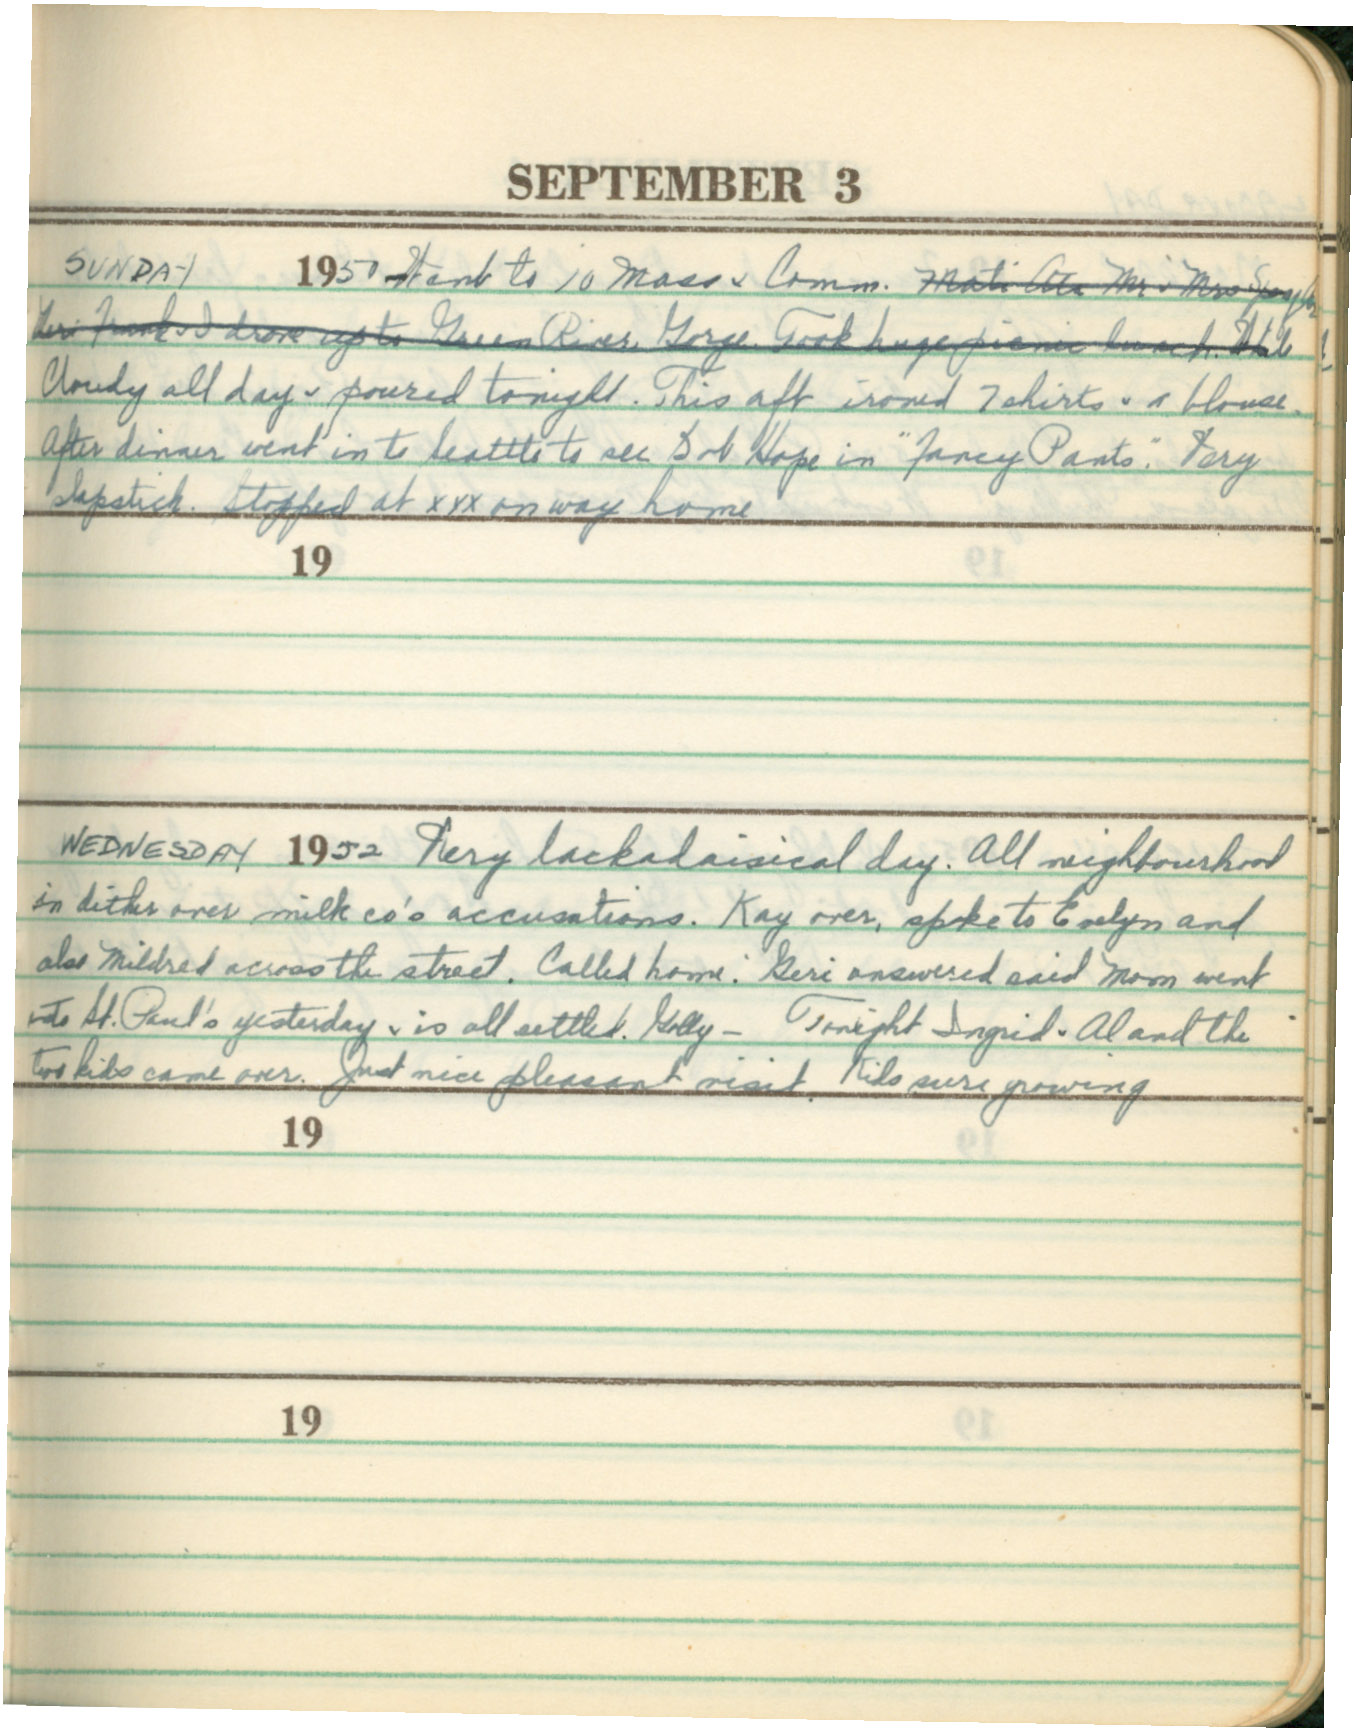 SEPTEMBER 3
SUNDAY 1950 Went to 10 Mass & Comm. Mr & Mrs
Frank & I drove up to Green River Gorge. Took huge picnic lunch.
Cloudy all day & poured tonight. This aft ironed 7 shirts & a blouse.
After dinner went in to Seattle to see Bob Hope in "Fancy Pants." Very
slapstick. Stopped at xxx on way home
19
WEDNESDAY 1952 Very lackadaisical day. All neighbourhood
in dither over milk co's accusations. Kay over, spoke to Evelyn and
also Mildred across the street. Called home. Geri answered said Mom went
into St. Paul's yesterday & is all settled. Golly - Tonight Ingrid & Al and the
two kids came over. Just nice pleasant visit. Kids sure growing
19
19